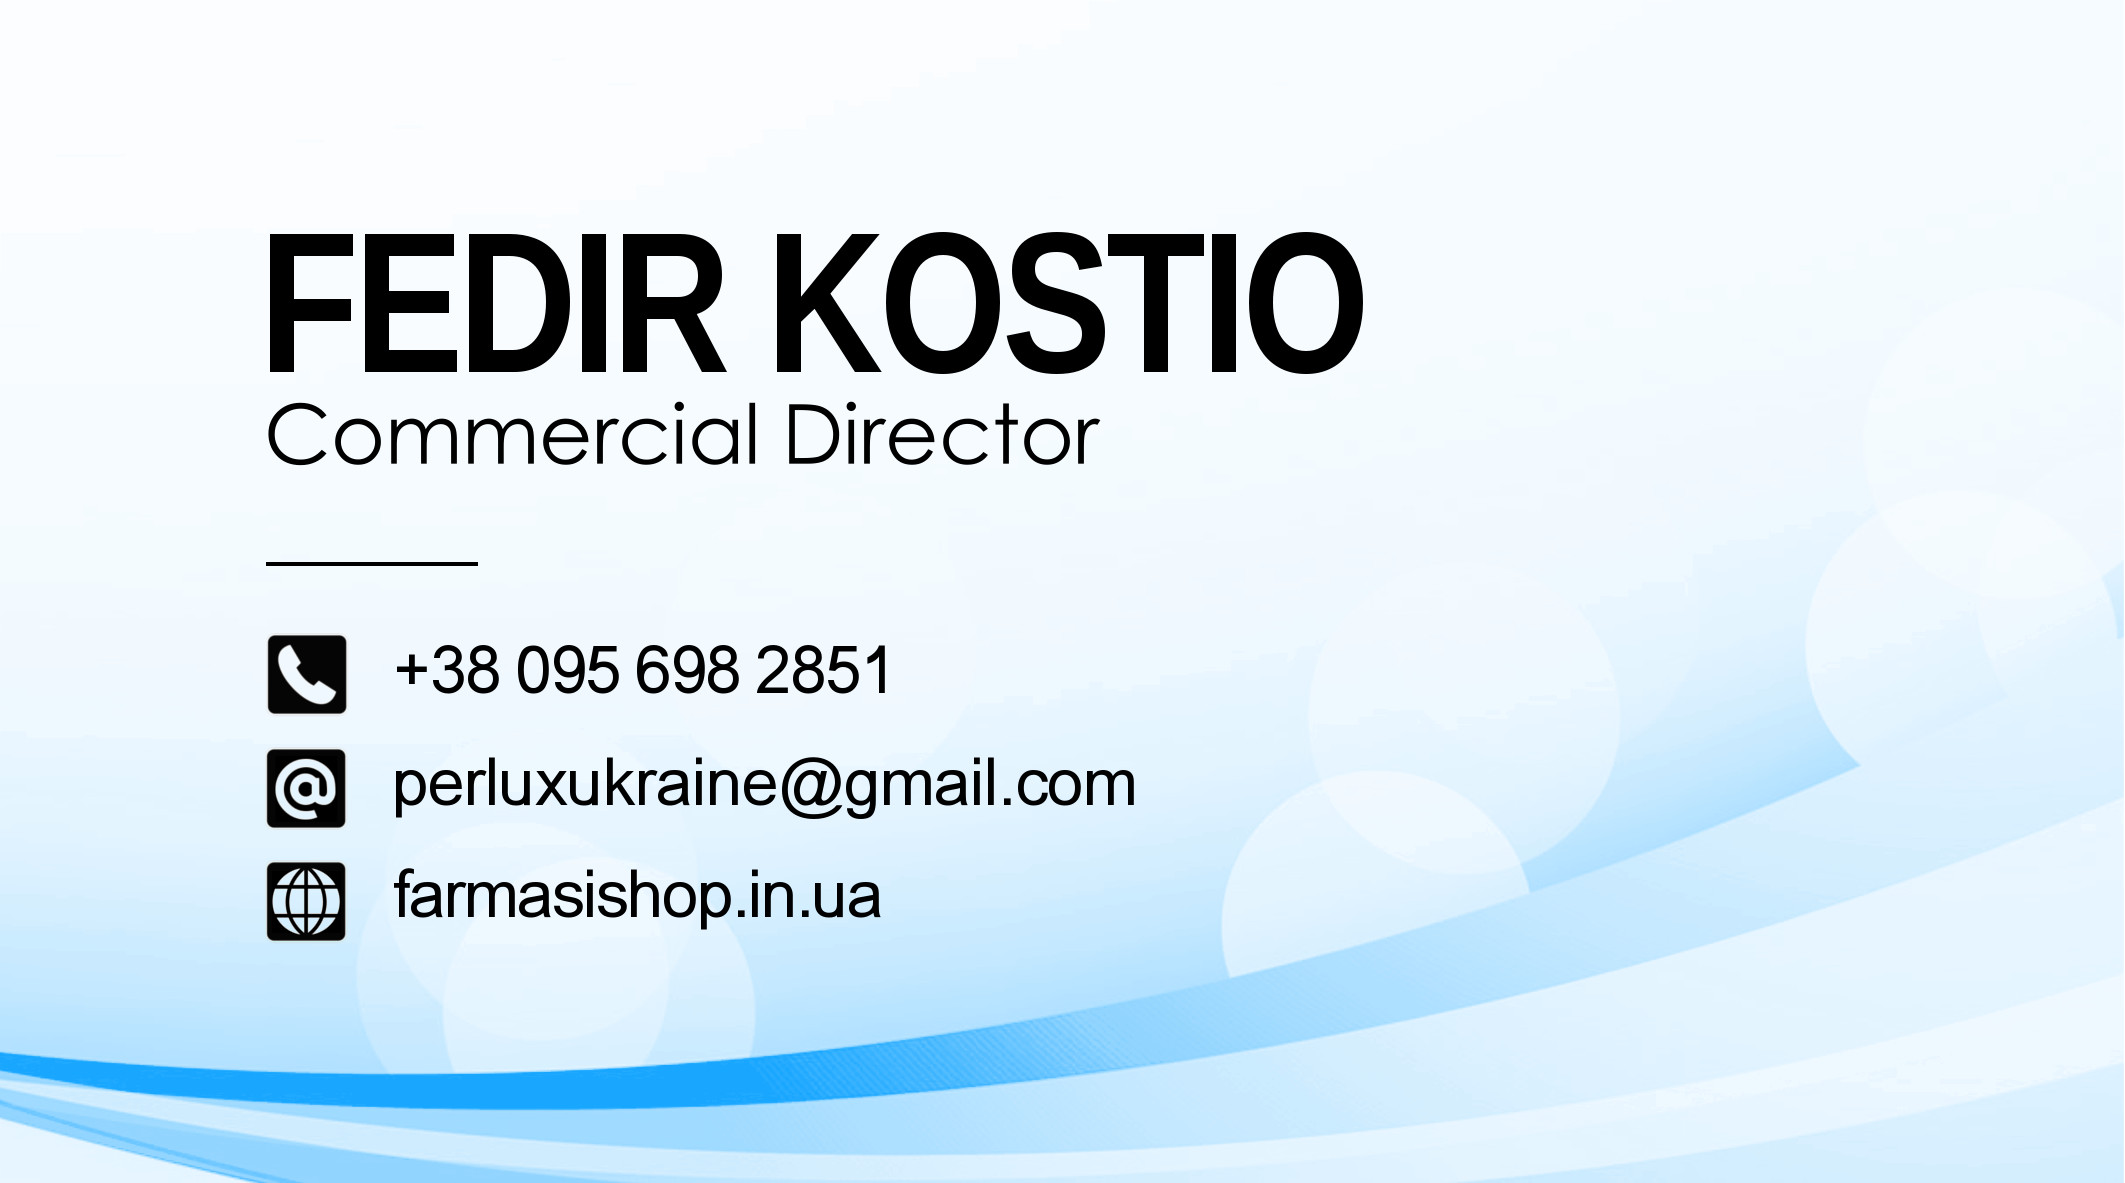 FEDIR KOSTIO
Commercial Director
+38 095 698 2851
perluxukraine@gmail.com
farmasishop.in.ua